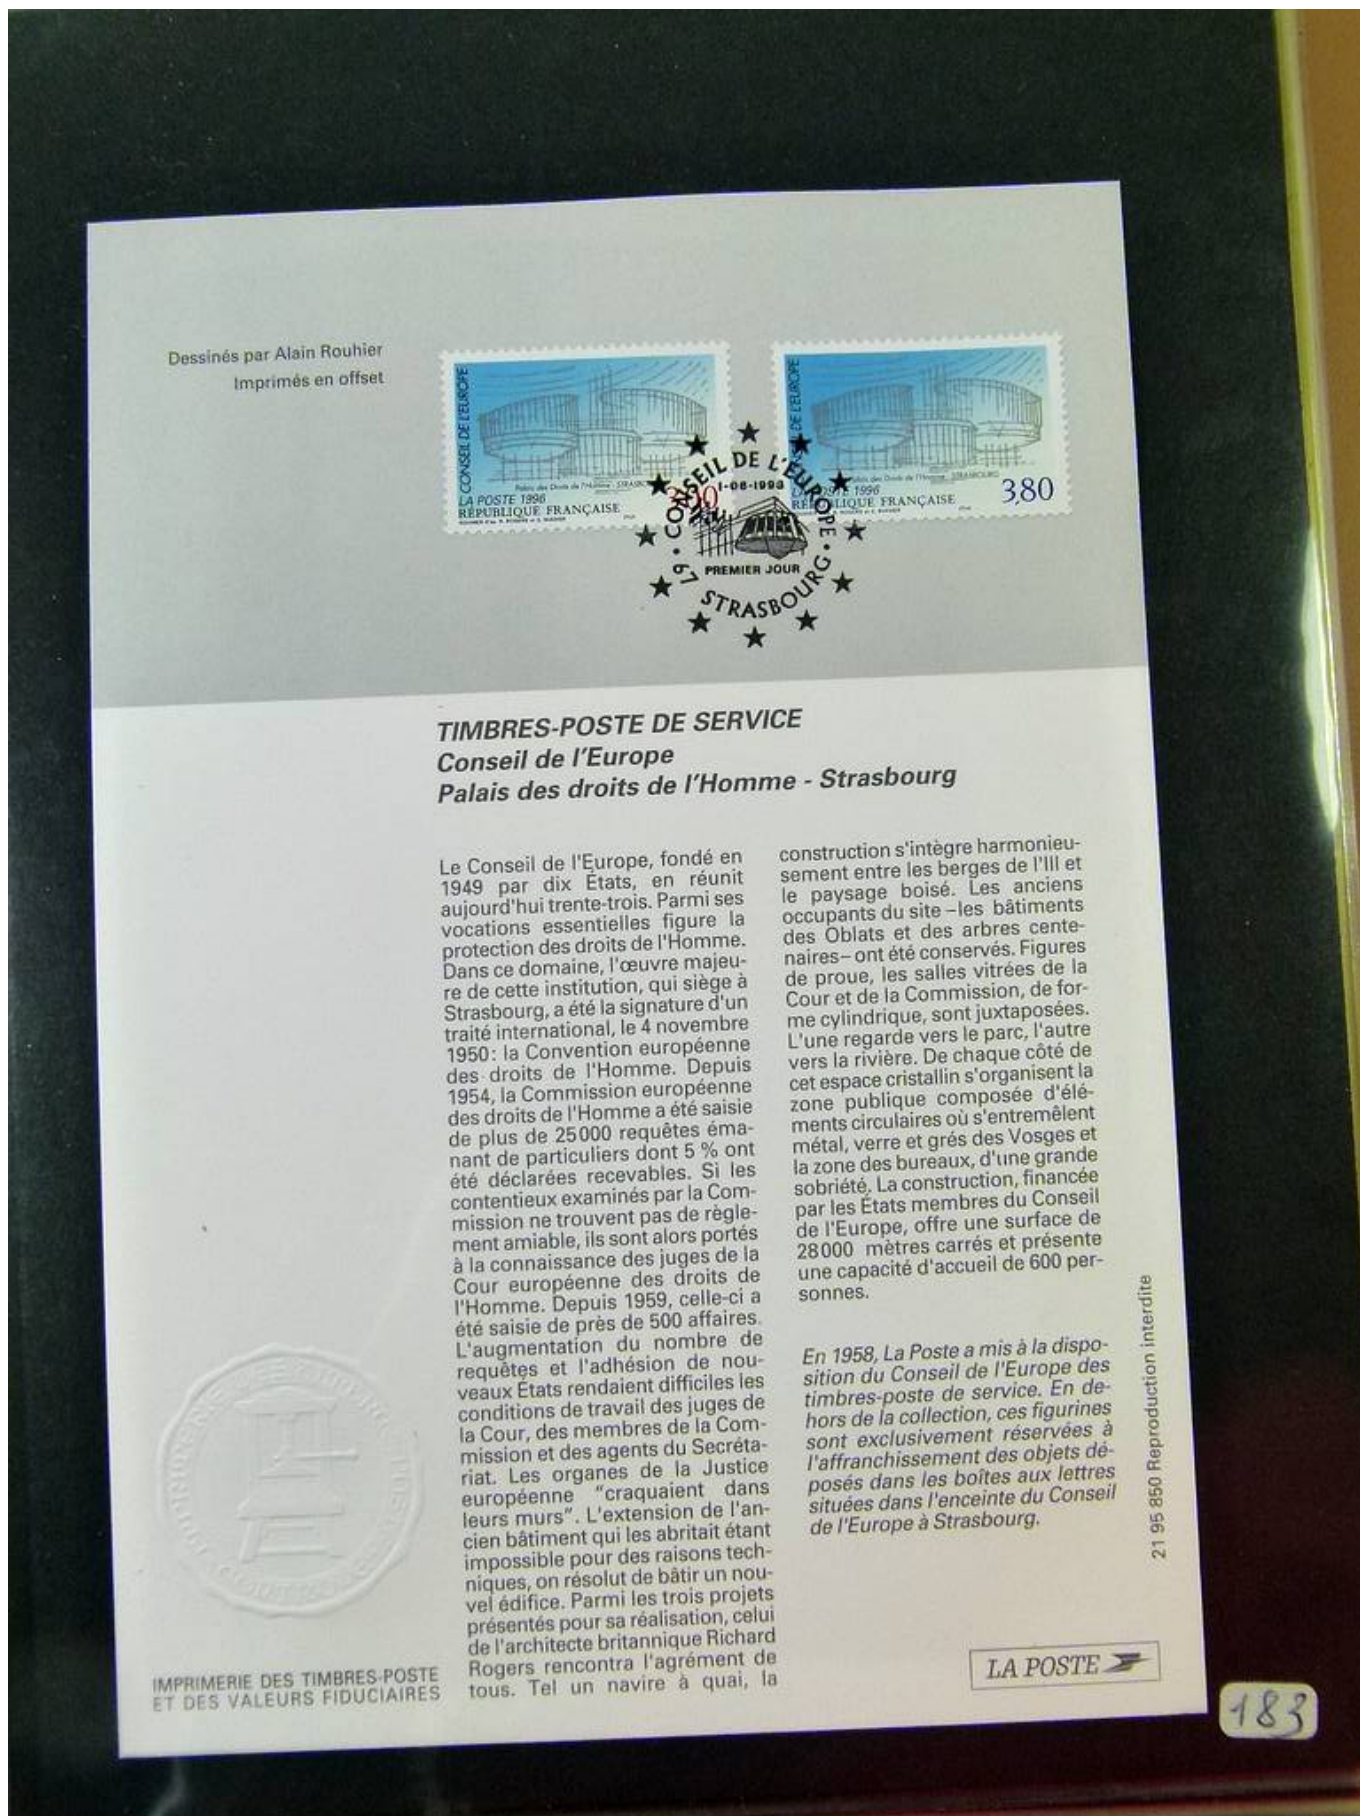 Dessinés par Alain Rouhier
Imprimés en offset
CONSEIL DE L'EUROPE
Palais des Droits de l'Homme - STRASBOURG
LA POSTE 1996
RÉPUBLIQUE FRANÇAISE
CONSEIL DE L'EUROPE
Palais des Droits de l'Homme - STRASBOURG
LA POSTE 1996
RÉPUBLIQUE FRANÇAISE
3,80
CONSEIL DE L'EUROPE
PREMIER JOUR
67 STRASBOURG
TIMBRES-POSTE DE SERVICE
Conseil de l'Europe
Palais des droits de l'Homme - Strasbourg
Le Conseil de l'Europe, fondé en
1949 par dix États, en réunit
aujourd'hui trente-trois. Parmi ses
vocations essentielles figure la
protection des droits de l'Homme.
Dans ce domaine, l'œuvre majeu-
re de cette institution, qui siège à
Strasbourg, a été la signature d'un
traité international, le 4 novembre
1950: la Convention européenne
des droits de l'Homme. Depuis
1954, la Commission européenne
des droits de l'Homme a été saisie
de plus de 25000 requêtes éma-
nant de particuliers dont 5 % ont
été déclarées recevables. Si les
contentieux examinés par la Com-
mission ne trouvent pas de règle-
ment amiable, ils sont alors portés
à la connaissance des juges de la
Cour européenne des droits de
l'Homme. Depuis 1959, celle-ci a
été saisie de près de 500 affaires.
L'augmentation du nombre de
requêtes et l'adhésion de nou-
veaux États rendaient difficiles les
conditions de travail des juges de
la Cour, des membres de la Com-
mission et des agents du Secréta-
riat. Les organes de la Justice
européenne "craquaient dans
leurs murs". L'extension de l'an-
cien bâtiment qui les abritait étant
impossible pour des raisons tech-
niques, on résolut de bâtir un nou-
vel édifice. Parmi les trois projets
présentés pour sa réalisation, celui
de l'architecte britannique Richard
Rogers rencontra l'agrément de
tous. Tel un navire à quai, la
construction s'intègre harmonieu-
sement entre les berges de l'Ill et
le paysage boisé. Les anciens
occupants du site –les bâtiments
des Oblats et des arbres cente-
naires– ont été conservés. Figures
de proue, les salles vitrées de la
Cour et de la Commission, de for-
me cylindrique, sont juxtaposées.
L'une regarde vers le parc, l'autre
vers la rivière. De chaque côté de
cet espace cristallin s'organisent la
zone publique composée d'élé-
ments circulaires où s'entremêlent
métal, verre et grés des Vosges et
la zone des bureaux, d'une grande
sobriété. La construction, financée
par les États membres du Conseil
de l'Europe, offre une surface de
28000 mètres carrés et présente
une capacité d'accueil de 600 per-
sonnes.
En 1958, La Poste a mis à la dispo-
sition du Conseil de l'Europe des
timbres-poste de service. En de-
hors de la collection, ces figurines
sont exclusivement réservées à
l'affranchissement des objets dé-
posés dans les boîtes aux lettres
situées dans l'enceinte du Conseil
de l'Europe à Strasbourg.
21 95 850 Reproduction interdite
IMPRIMERIE DES TIMBRES-POSTE
ET DES VALEURS FIDUCIAIRES
LA POSTE
183